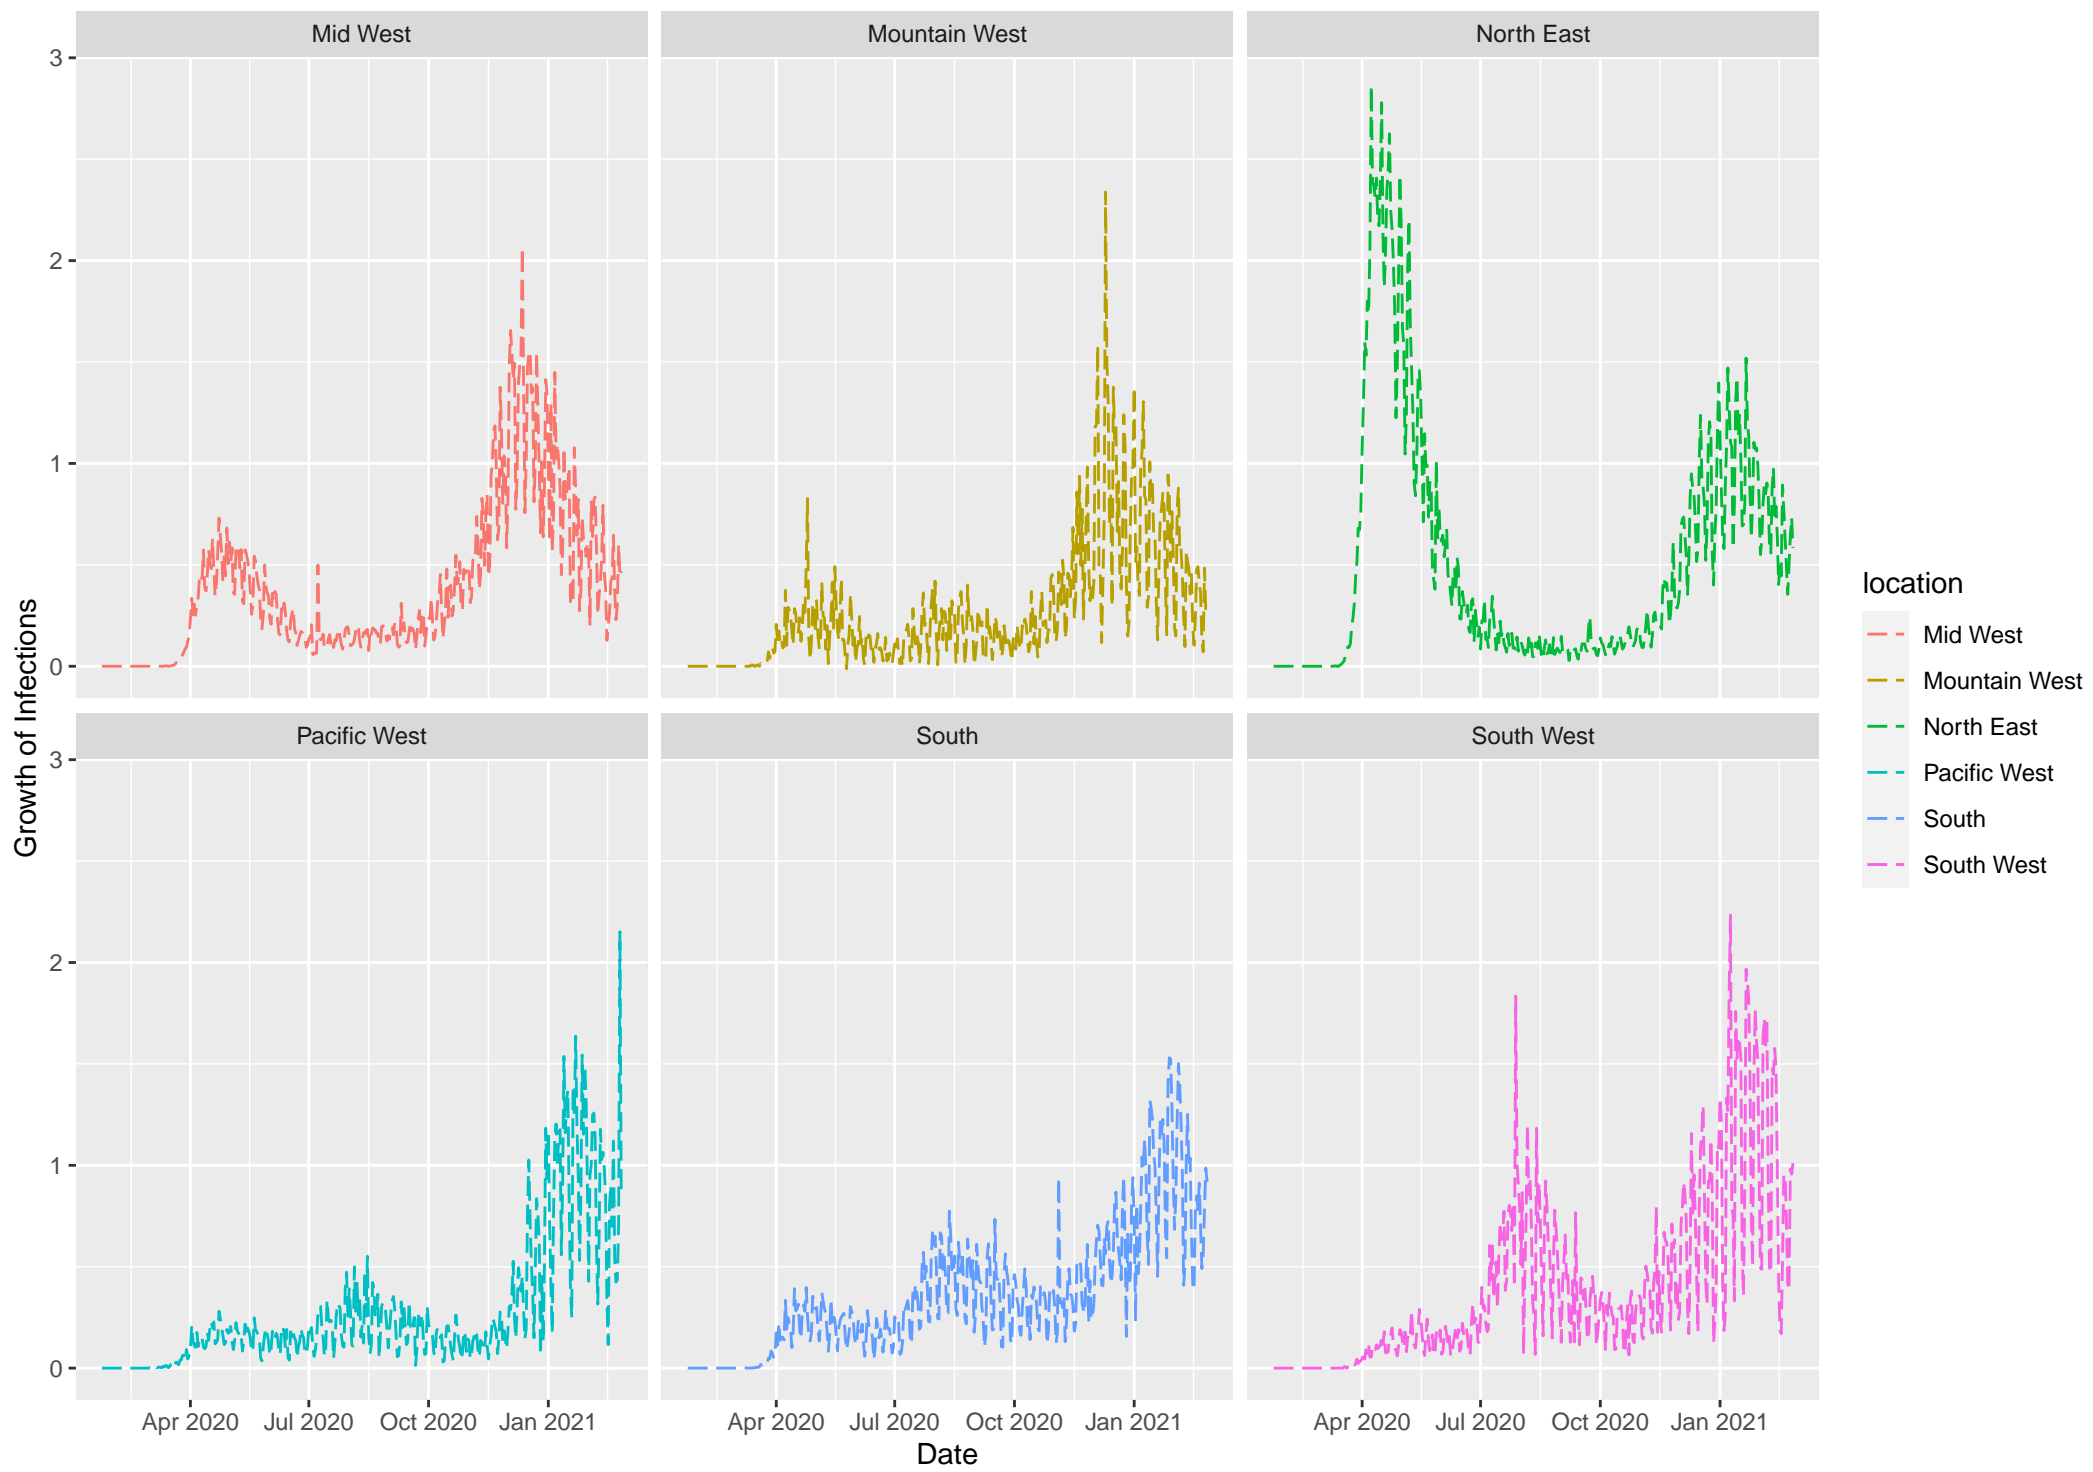 Mid West
Mountain West
North East
3
2
1
0
Pacific West
South
South West
3
2
1
0
Growth of Infections
Apr 2020
Jul 2020
Oct 2020
Jan 2021
Apr 2020
Jul 2020
Oct 2020
Jan 2021
Apr 2020
Jul 2020
Oct 2020
Jan 2021
Date
location
Mid West
Mountain West
North East
Pacific West
South
South West